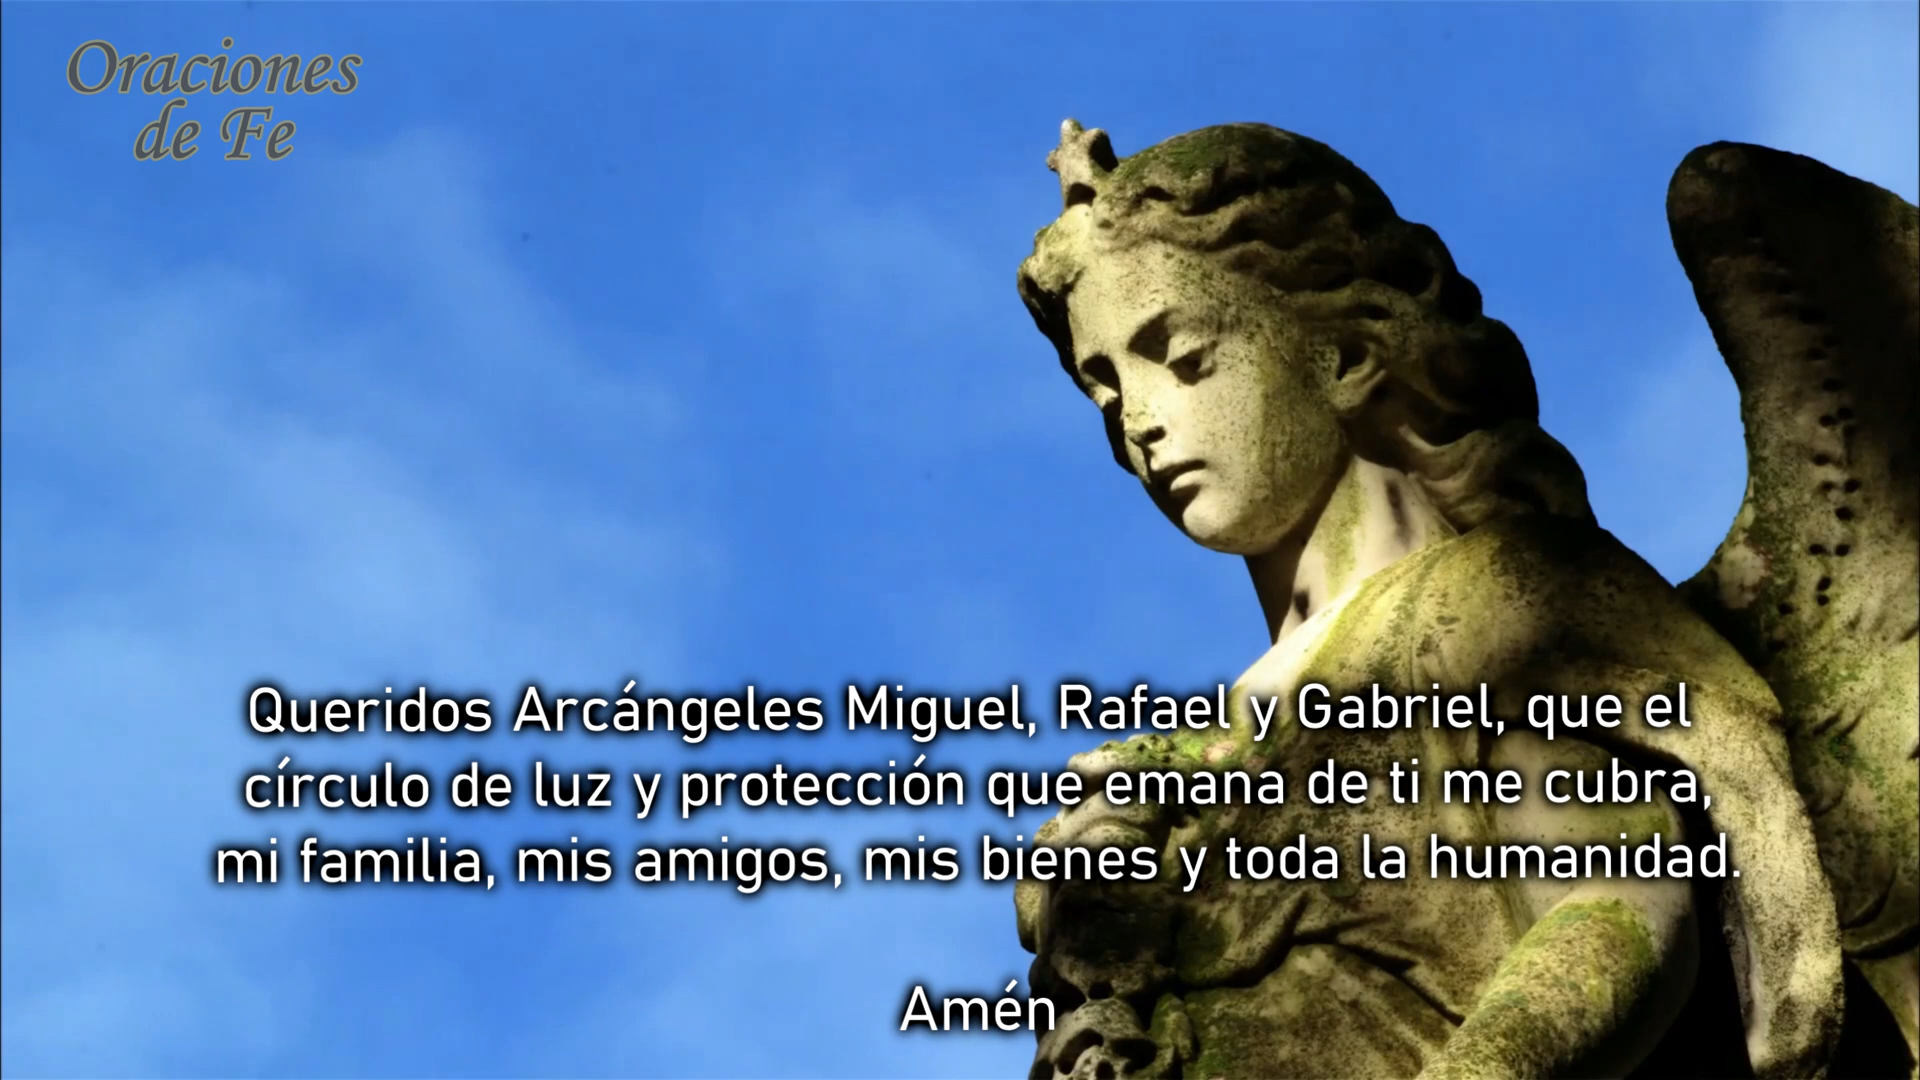 Oraciones
de Fe
Queridos Arcángeles Miguel, Rafael y Gabriel, que el
círculo de luz y protección que emana de ti me cubra,
mi familia, mis amigos, mis bienes y toda la humanidad.
Amén